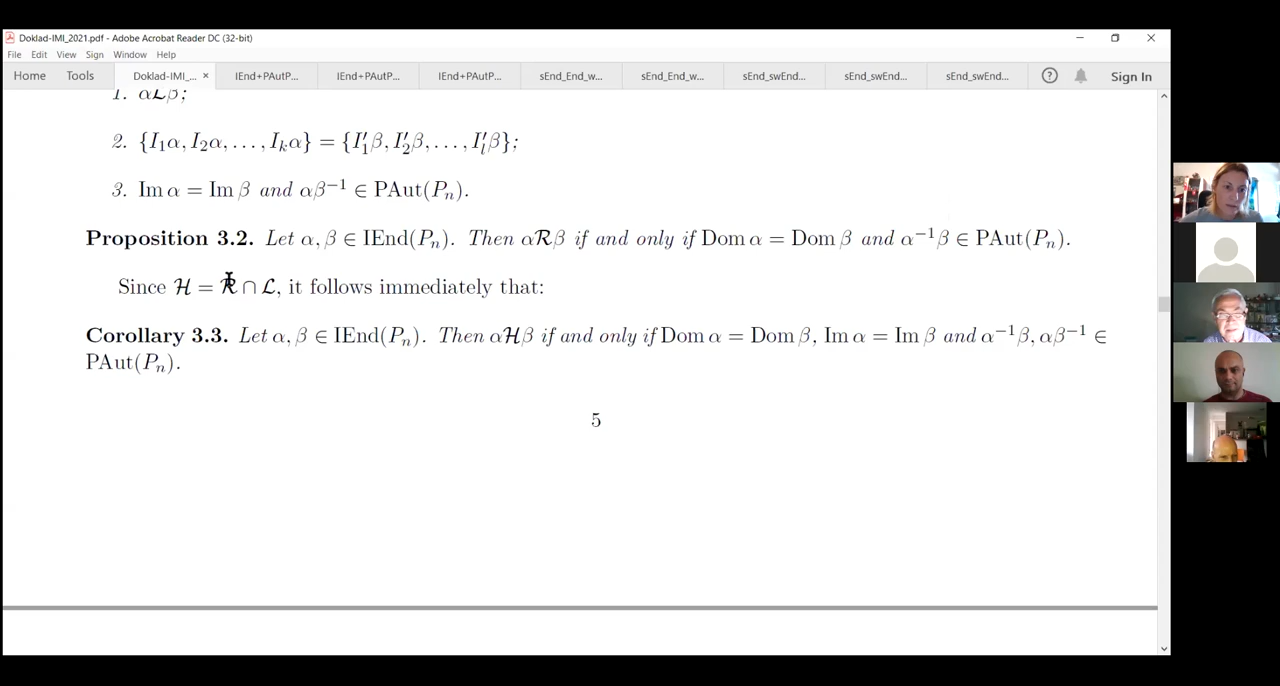 Doklad-IMI_2021.pdf - Adobe Acrobat Reader DC (32-bit)
File Edit View Sign Window Help
Home Tools Doklad-IMI_... × IEnd+PAutP... IEnd+PAutP... IEnd+PAutP... sEnd_End_w... sEnd_End_w... sEnd_swEnd... sEnd_swEnd... sEnd_swEnd... Sign In
1. αℒβ;
2. {I₁α, I₂α, . . . , Iₖα} = {I′₁β, I′₂β, . . . , I′ₗβ};
3. Im α = Im β and αβ⁻¹ ∈ PAut(Pₙ).
Proposition 3.2. Let α, β ∈ IEnd(Pₙ). Then αℛβ if and only if Dom α = Dom β and α⁻¹β ∈ PAut(Pₙ).
Since ℋ = ℛ ∩ ℒ, it follows immediately that:
Corollary 3.3. Let α, β ∈ IEnd(Pₙ). Then αℋβ if and only if Dom α = Dom β, Im α = Im β and α⁻¹β, αβ⁻¹ ∈
PAut(Pₙ).
5